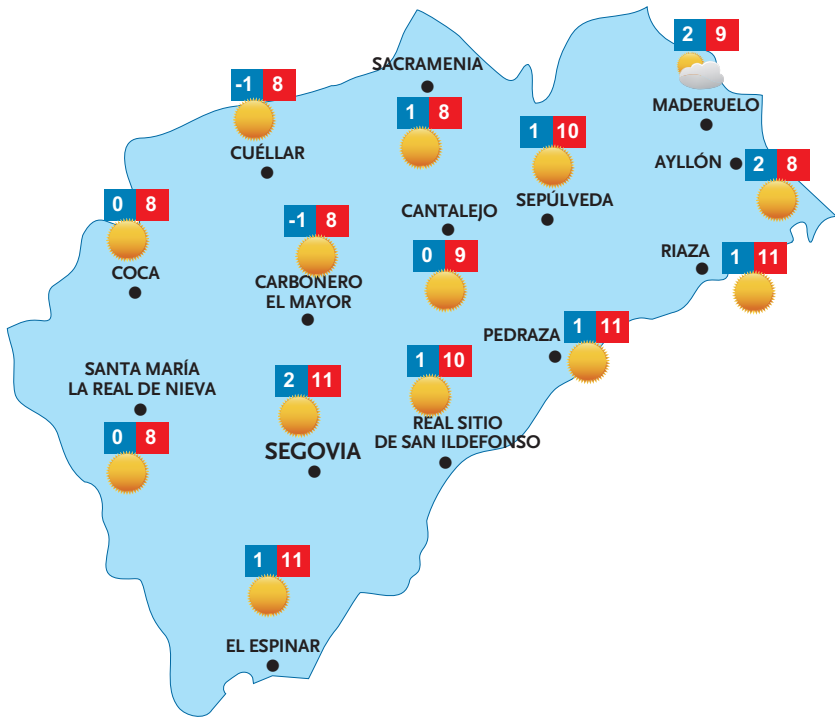 2 9
MADERUELO
SACRAMENIA
1 8
-1 8
CUÉLLAR
1 10
SEPÚLVEDA
AYLLÓN
2 8
0 8
COCA
-1 8
CARBONERO
EL MAYOR
CANTALEJO
0 9
RIAZA
1 11
PEDRAZA
1 11
SANTA MARÍA
LA REAL DE NIEVA
0 8
2 11
SEGOVIA
1 10
REAL SITIO
DE SAN ILDEFONSO
1 11
EL ESPINAR